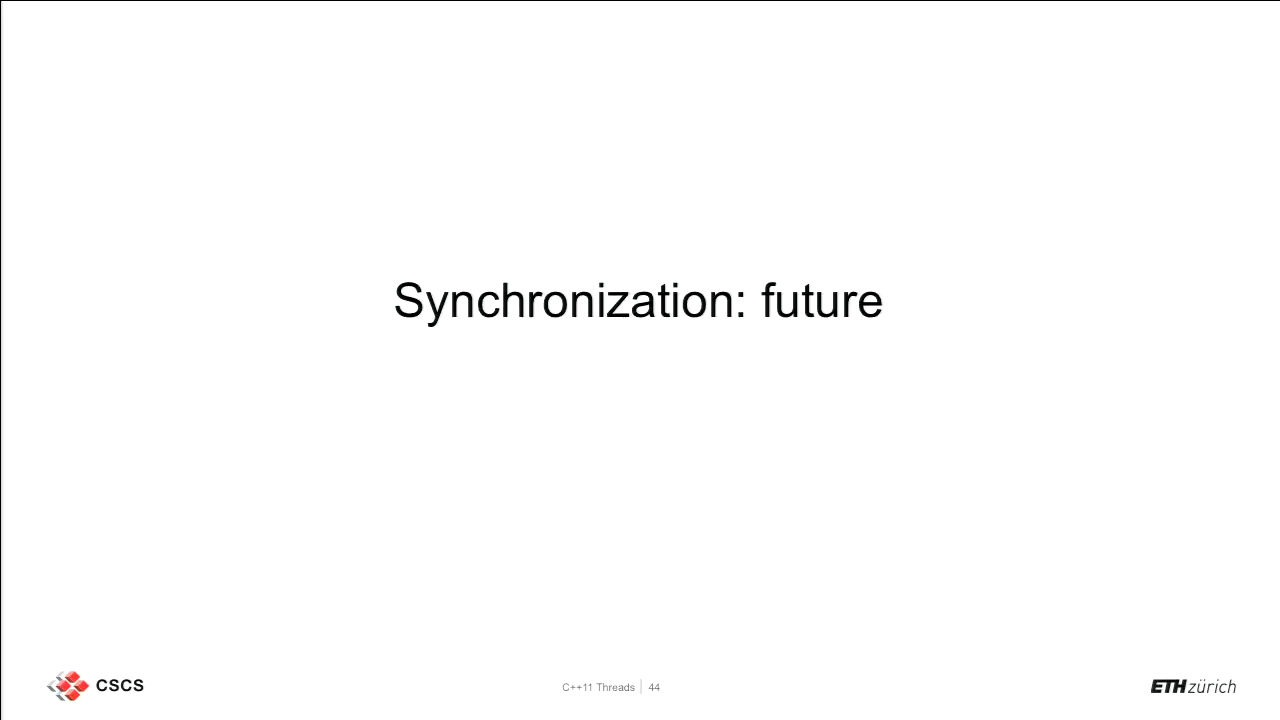 Synchronization: future
CSCS
C++11 Threads | 44
ETH zürich